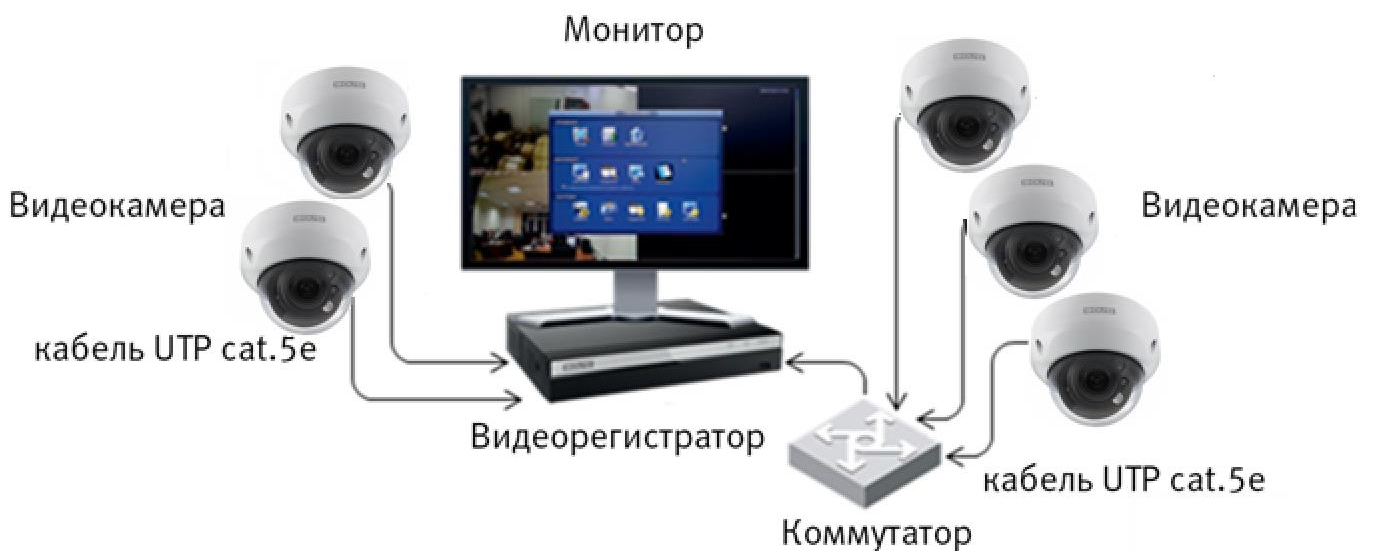 Монитор
Видеокамера
Видеокамера
кабель UTP cat.5e
Видеорегистратор
кабель UTP cat.5e
Коммутатор